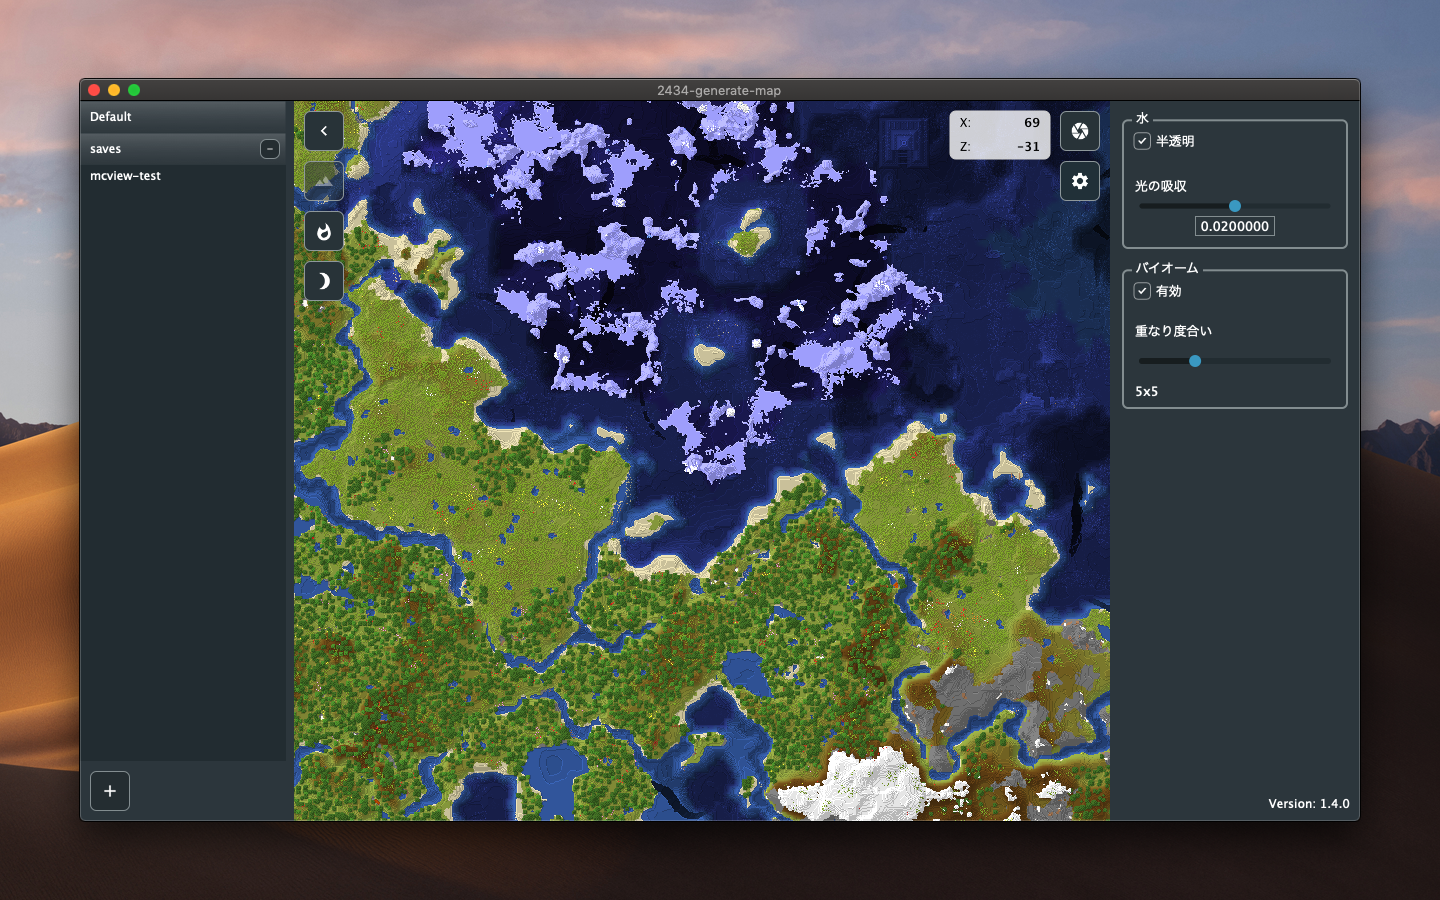 2434-generate-map
Default
saves
mcview-test
X: 69
Z: -31
水
半透明
光の吸収
0.0200000
バイオーム
有効
重なり度合い
5x5
Version: 1.4.0